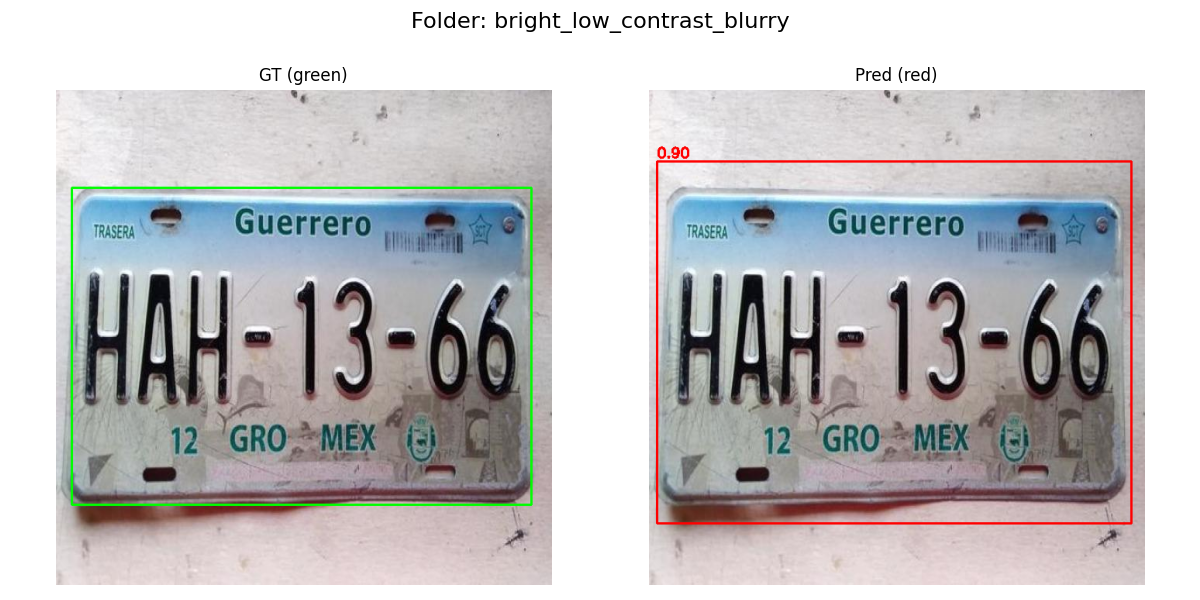 Folder: bright_low_contrast_blurry
GT (green)
TRASERA
Guerrero
HAH-13-66
12 GRO MEX
Pred (red)
0.90
TRASERA
Guerrero
HAH-13-66
12 GRO MEX